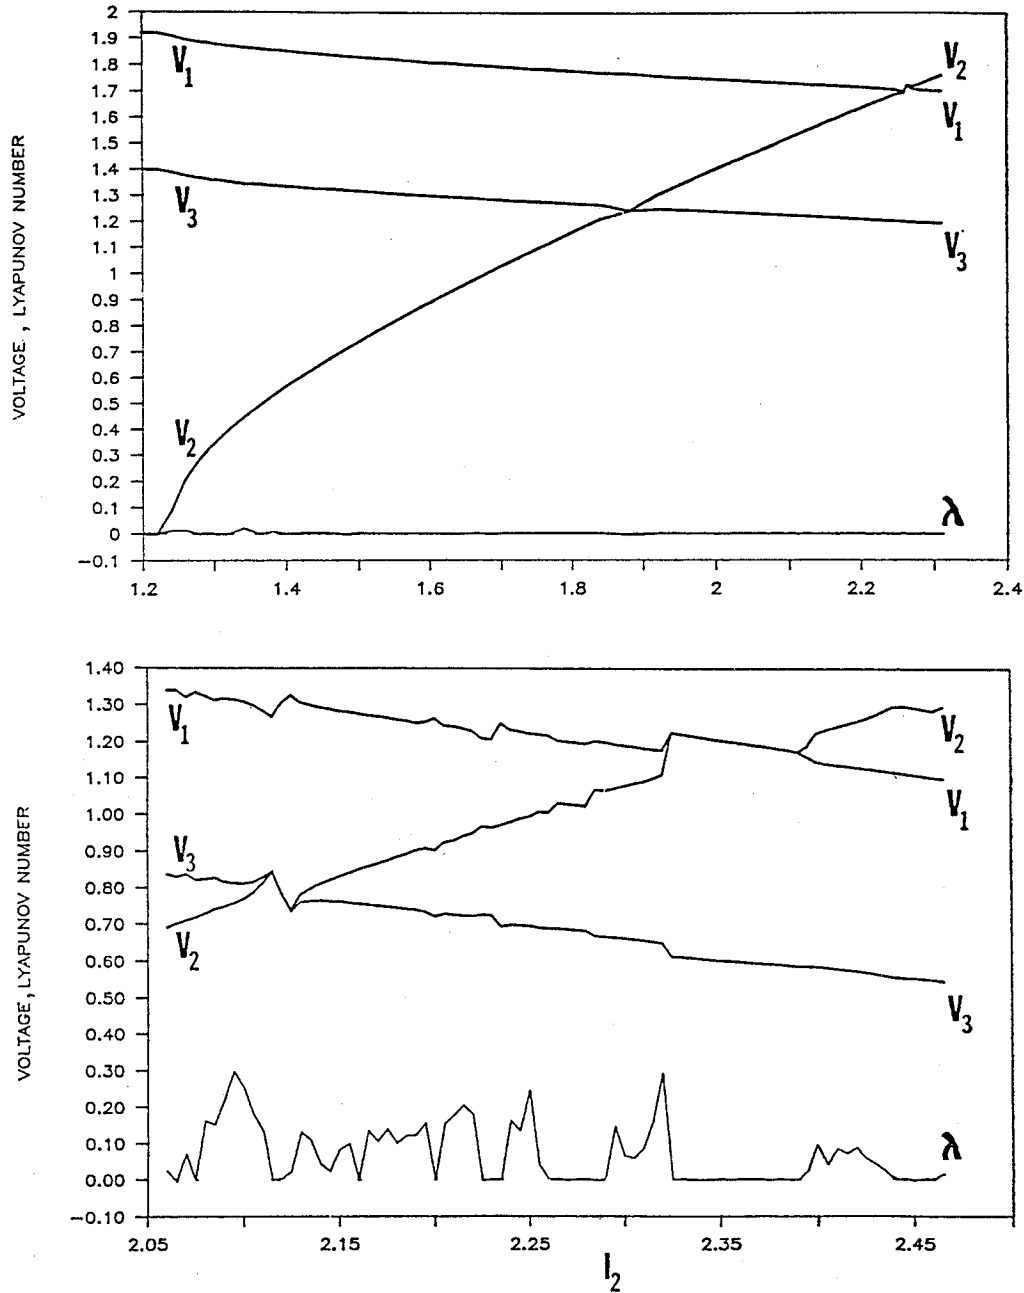 2
1.9
1.8
1.7
1.6
1.5
1.4
1.3
1.2
1.1
1
0.9
0.8
0.7
0.6
0.5
0.4
0.3
0.2
0.1
0
−0.1
VOLTAGE, LYAPUNOV NUMBER
V1
V3
V2
V2
V1
V3
λ
1.2 1.4 1.6 1.8 2 2.2 2.4
1.40
1.30
1.20
1.10
1.00
0.90
0.80
0.70
0.60
0.50
0.40
0.30
0.20
0.10
0.00
−0.10
VOLTAGE, LYAPUNOV NUMBER
V1
V3
V2
V2
V1
V3
λ
2.05 2.15 2.25 2.35 2.45
I2